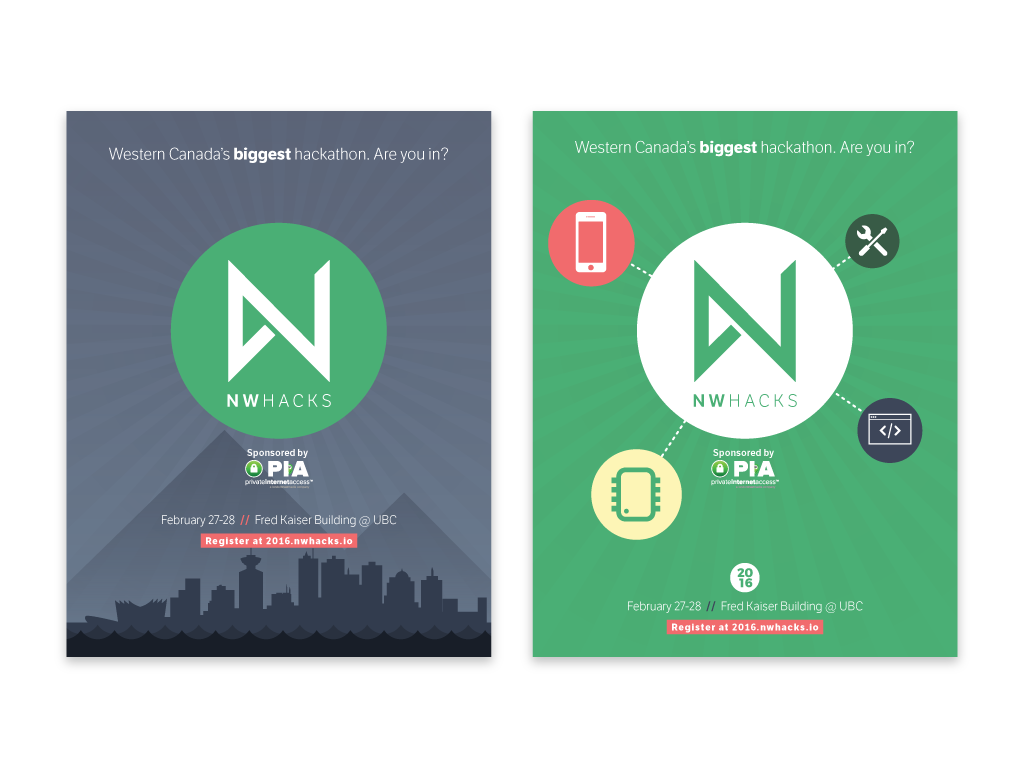 Western Canada's biggest hackathon. Are you in?
NWHACKS
Sponsored by
PIA
privateinternetaccess™
February 27-28 // Fred Kaiser Building @ UBC
Register at 2016.nwhacks.io
Western Canada's biggest hackathon. Are you in?
NWHACKS
</>
Sponsored by
PIA
privateinternetaccess™
20
16
February 27-28 // Fred Kaiser Building @ UBC
Register at 2016.nwhacks.io